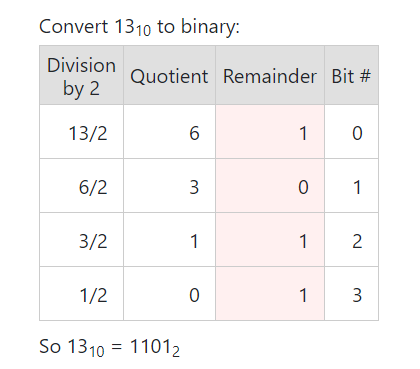 Convert 13₁₀ to binary:
Division by 2 Quotient Remainder Bit #
13/2 6 1 0
6/2 3 0 1
3/2 1 1 2
1/2 0 1 3
So 13₁₀ = 1101₂